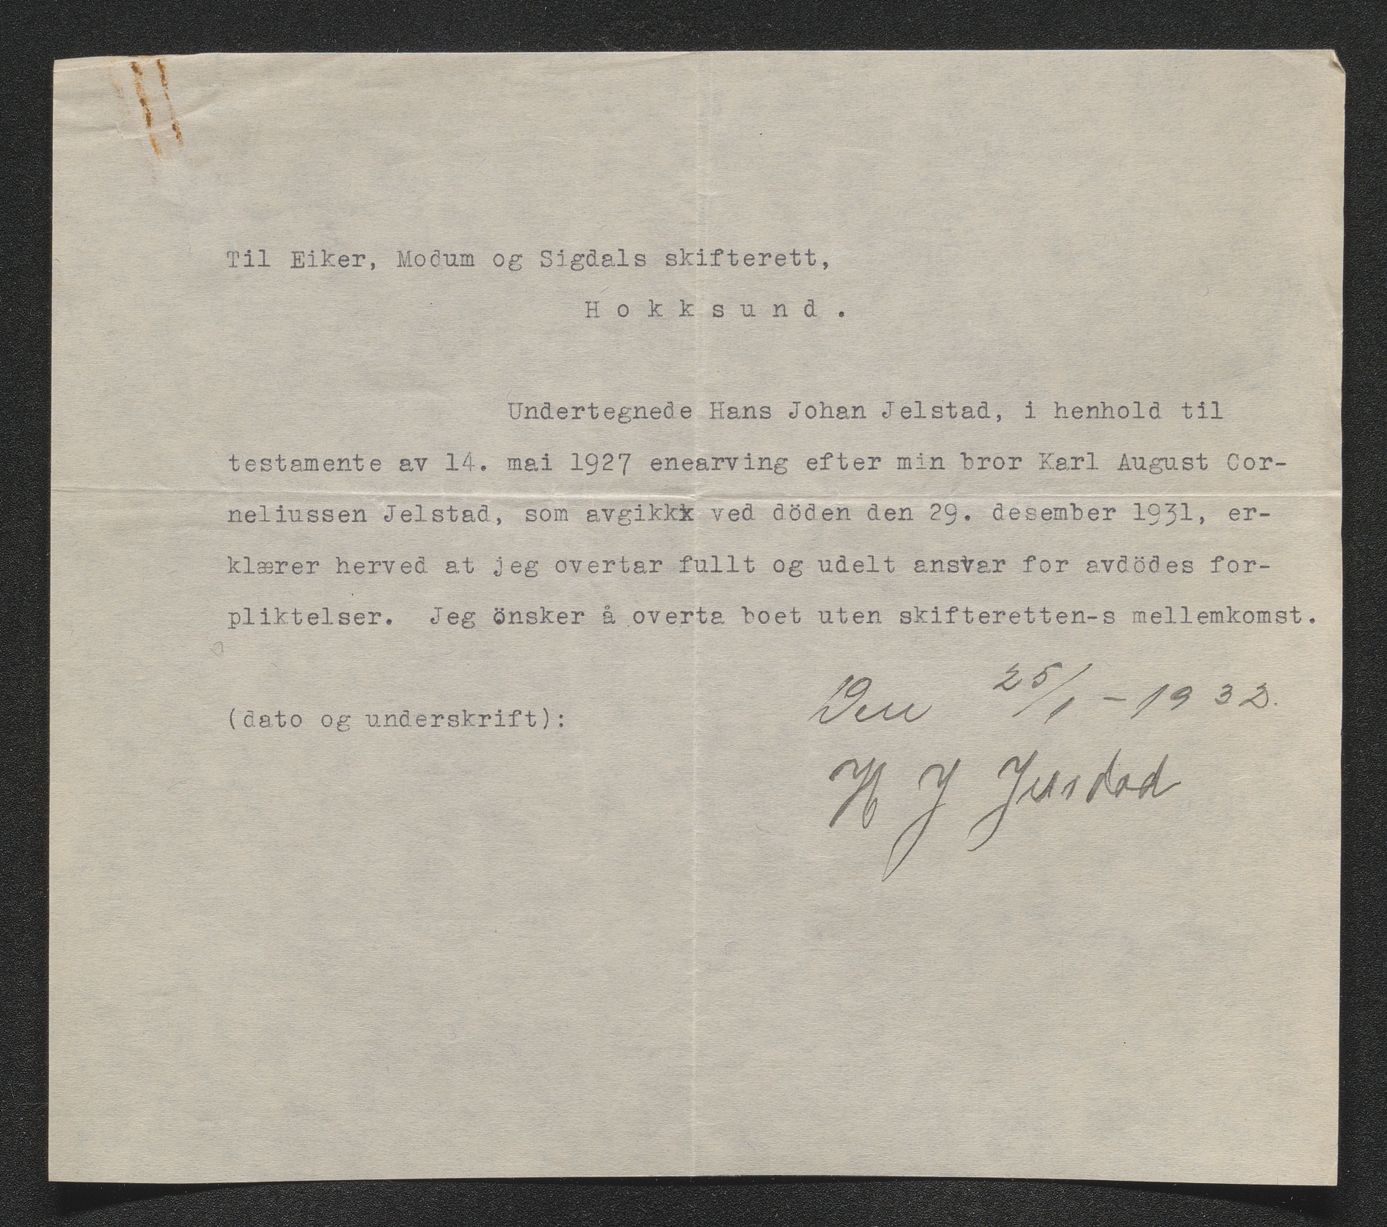 Til Eiker, Modum og Sigdals skifterett,
H o k k s u n d .
Undertegnede Hans Johan Jelstad, i henhold til
testamente av 14. mai 1927 enearving efter min bror Karl August Cor-
neliussen Jelstad, som avgikkx ved döden den 29. desember 1931, er-
klærer herved at jeg overtar fullt og udelt ansvar for avdödes for-
pliktelser. Jeg önsker å overta boet uten skifteretten-s mellemkomst.
Den 25/1 - 1932.
(dato og underskrift):
H J Jelstad